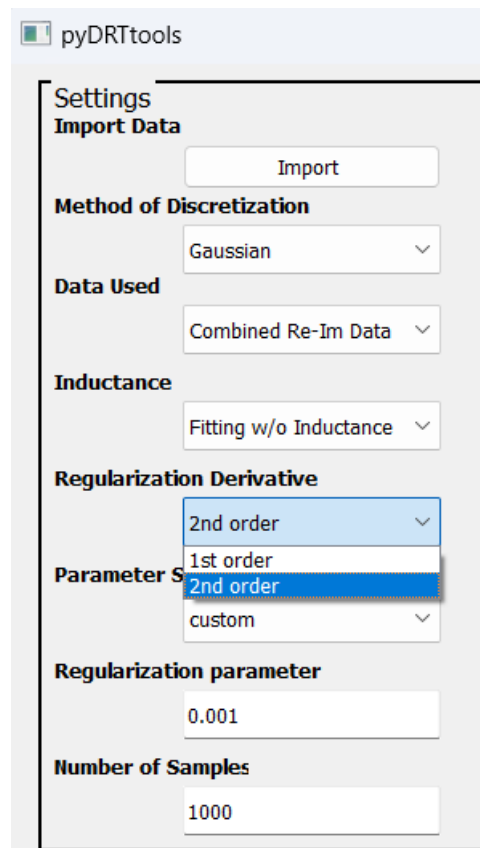 pyDRTtools
Settings
Import Data
Import
Method of Discretization
Gaussian
Data Used
Combined Re-Im Data
Inductance
Fitting w/o Inductance
Regularization Derivative
2nd order
1st order
Parameter S
2nd order
custom
Regularization parameter
0.001
Number of Samples
1000